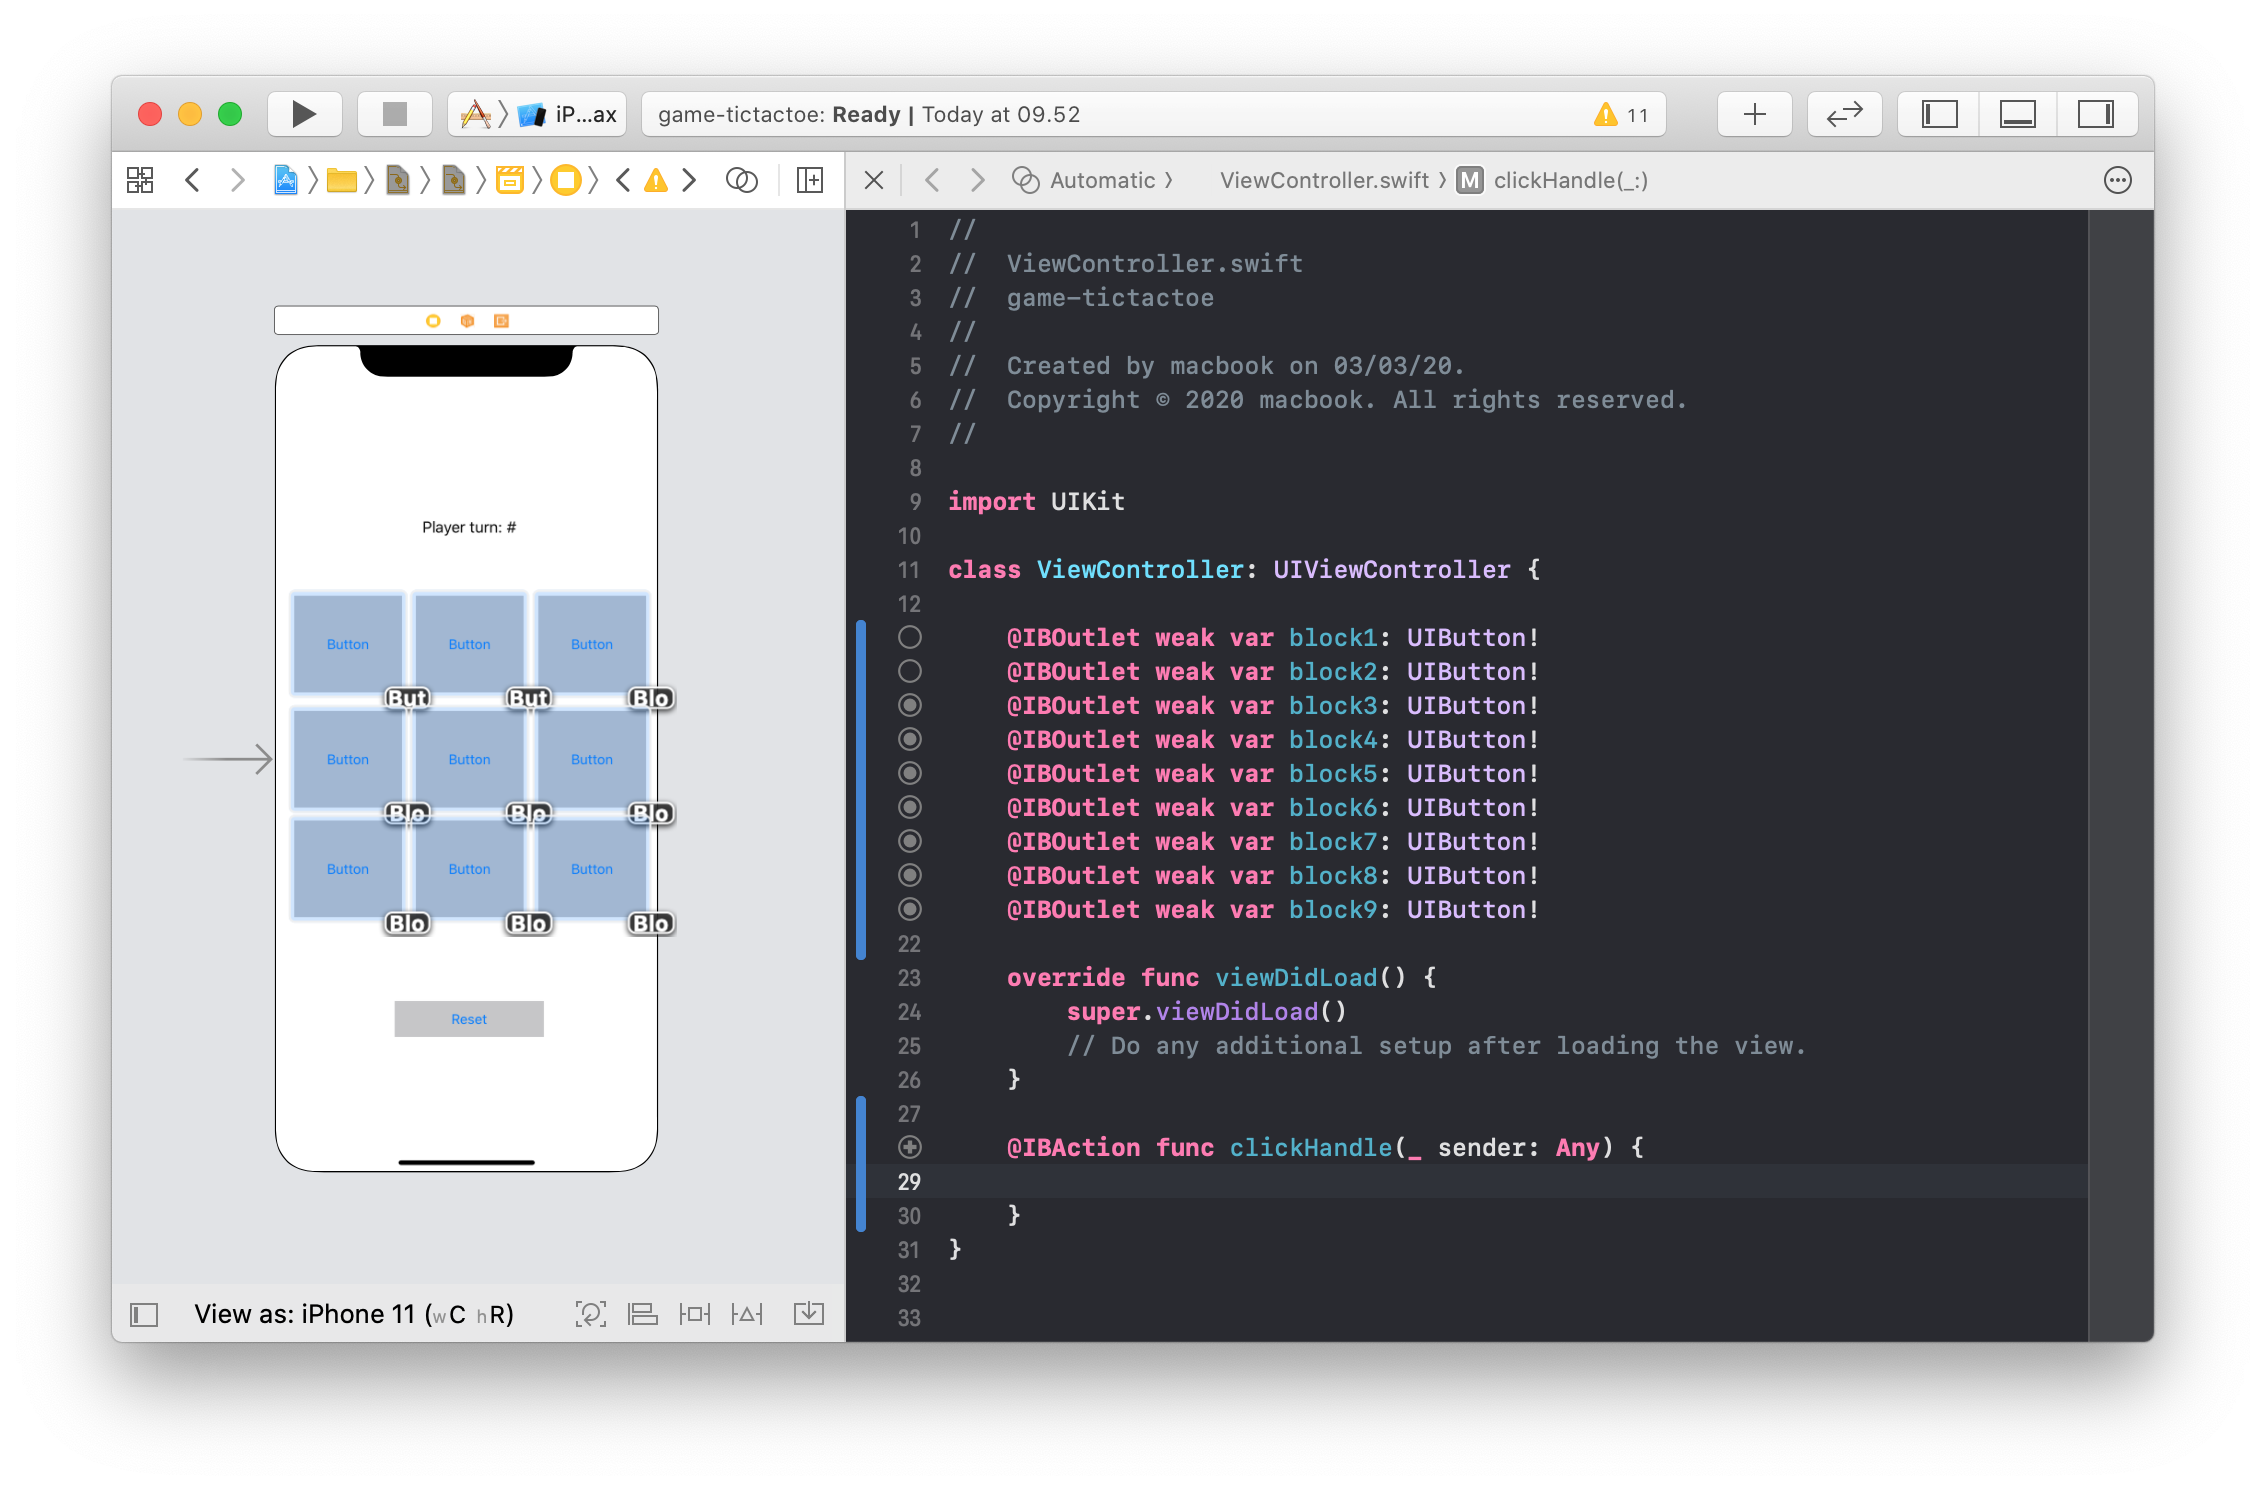 iP...ax
game-tictactoe: Ready | Today at 09.52
11
Automatic
ViewController.swift
M clickHandle(_:)
Player turn: #
Button Button Button
But But Blo
Button Button Button
Blo Blo Blo
Button Button Button
Blo Blo Blo
Reset
View as: iPhone 11 (wC hR)
1 //
2 //  ViewController.swift
3 //  game-tictactoe
4 //
5 //  Created by macbook on 03/03/20.
6 //  Copyright © 2020 macbook. All rights reserved.
7 //
8
9 import UIKit
10
11 class ViewController: UIViewController {
12
@IBOutlet weak var block1: UIButton!
@IBOutlet weak var block2: UIButton!
@IBOutlet weak var block3: UIButton!
@IBOutlet weak var block4: UIButton!
@IBOutlet weak var block5: UIButton!
@IBOutlet weak var block6: UIButton!
@IBOutlet weak var block7: UIButton!
@IBOutlet weak var block8: UIButton!
@IBOutlet weak var block9: UIButton!
22
23 override func viewDidLoad() {
24 super.viewDidLoad()
25 // Do any additional setup after loading the view.
26 }
27
@IBAction func clickHandle(_ sender: Any) {
29
30 }
31 }
32
33